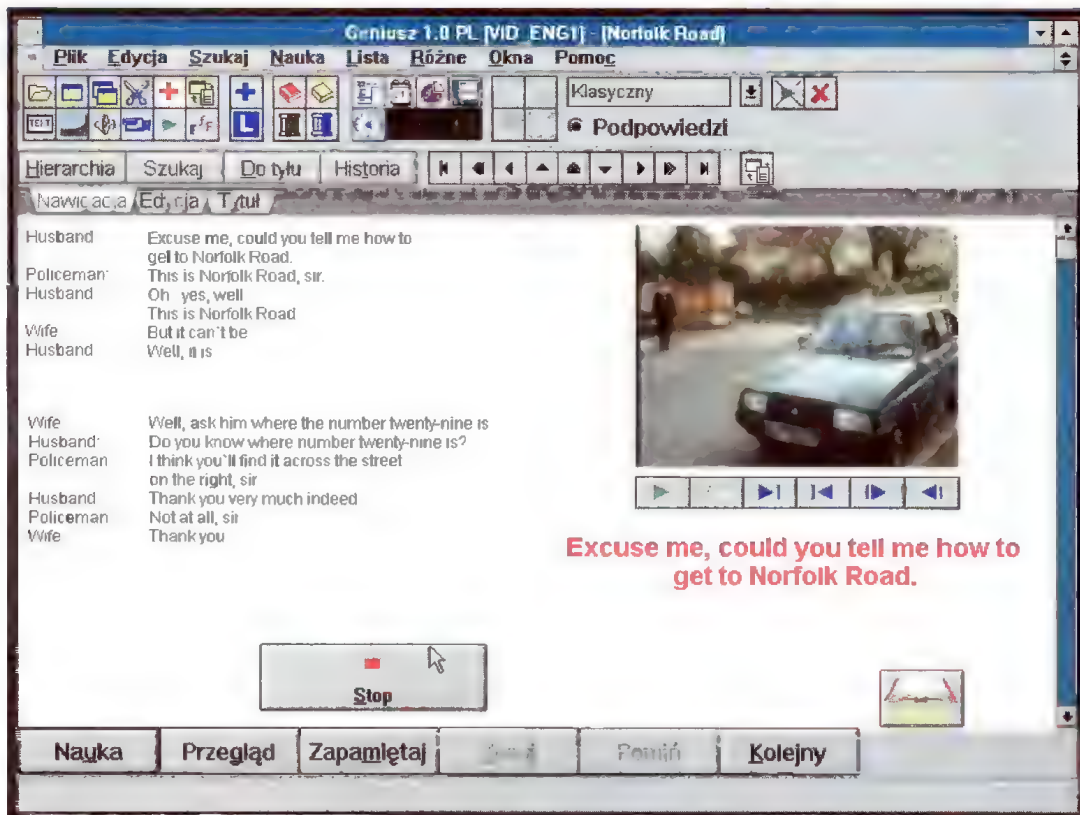 Geniusz 1.0 PL [VID_ENG1] - [Norfolk Road]
Plik Edycja Szukaj Nauka Lista Różne Okna Pomoc
Klasyczny
TEXT
L
Podpowiedzi
Hierarchia Szukaj Do tyłu Historia
Nawigacja Edycja Tytuł
Husband Excuse me, could you tell me how to
get to Norfolk Road.
Policeman: This is Norfolk Road, sir.
Husband Oh yes, well
This is Norfolk Road
Wife But it can't be
Husband Well, it is
Wife Well, ask him where the number twenty-nine is
Husband: Do you know where number twenty-nine is?
Policeman I think you`ll find it across the street
on the right, sir
Husband Thank you very much indeed
Policeman Not at all, sir
Wife Thank you
Excuse me, could you tell me how to
get to Norfolk Road.
Stop
Nauka Przegląd Zapamiętaj Pomiń Kolejny